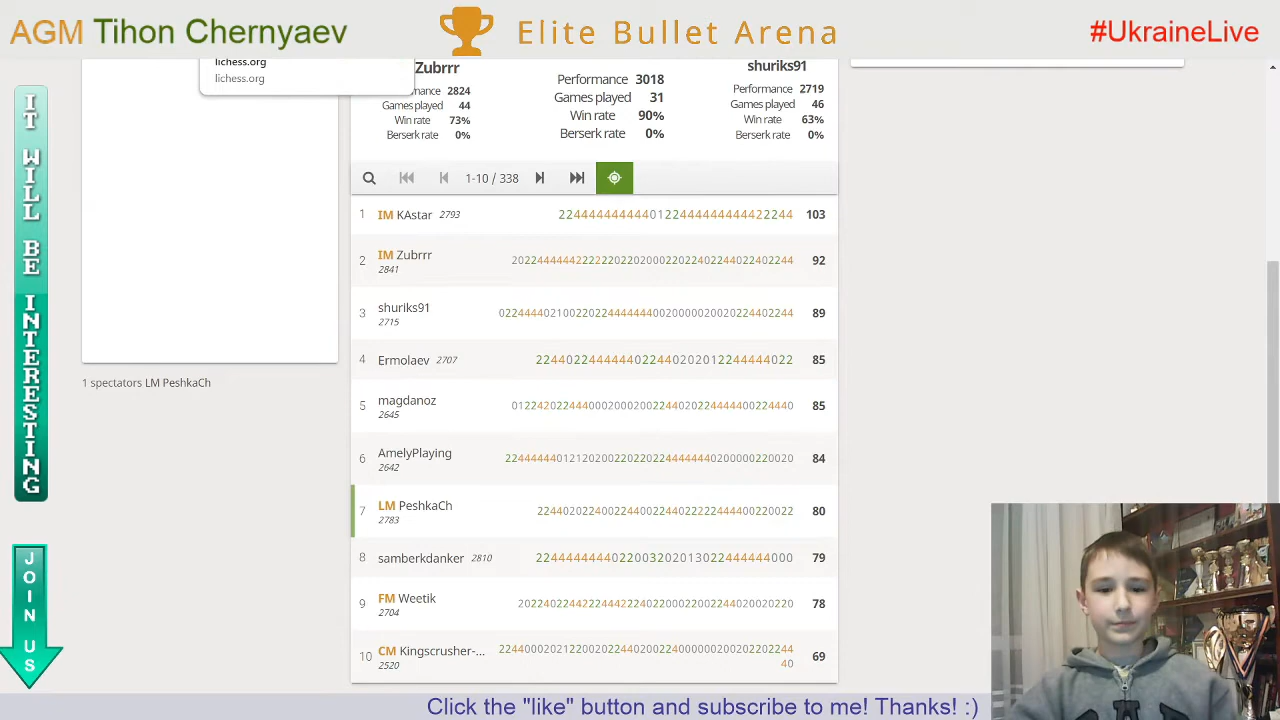 AGM Tihon Chernyaev
Elite Bullet Arena
#UkraineLive
lichess.org
lichess.org
Zubrrr
mance 2824
Games played 44
Win rate 73%
Berserk rate 0%
Performance 3018
Games played 31
Win rate 90%
Berserk rate 0%
shuriks91
Performance 2719
Games played 46
Win rate 63%
Berserk rate 0%
1-10 / 338
1 IM KAstar 2793 2244444444440122444444444422244 103
2 IM Zubrrr 2841 92
3 shuriks91 2715 89
4 Ermolaev 2707 85
5 magdanoz 2645 85
6 AmelyPlaying 2642 84
7 LM PeshkaCh 2783 80
8 samberkdanker 2810 79
9 FM Weetik 2704 78
10 CM Kingscrusher-... 2520 69
1 spectators LM PeshkaCh
IT WILL BE INTERESTING
JOIN US
Click the "like" button and subscribe to me! Thanks! :)